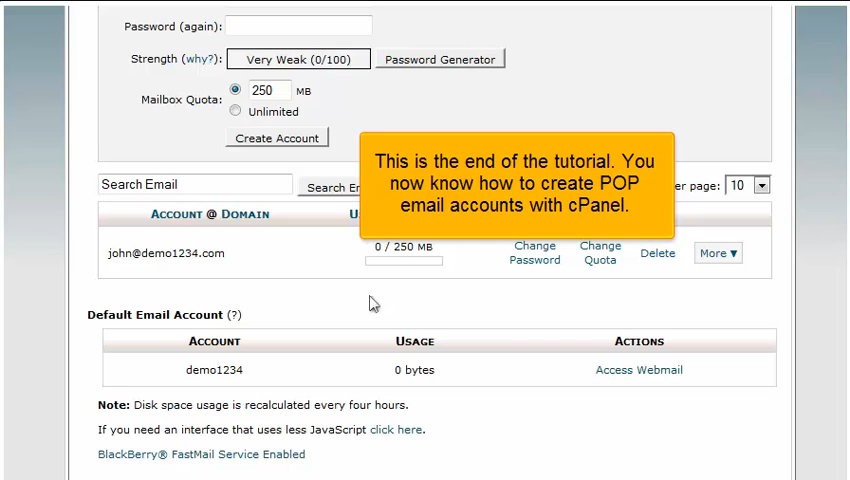 Password (again):
Strength (why?): Very Weak (0/100) Password Generator
Mailbox Quota: 250 MB
Unlimited
Create Account
This is the end of the tutorial. You
now know how to create POP
email accounts with cPanel.
Search Email per page: 10
ACCOUNT @ DOMAIN
john@demo1234.com 0 / 250 MB Change Password Change Quota Delete More ▼
Default Email Account (?)
ACCOUNT USAGE ACTIONS
demo1234 0 bytes Access Webmail
Note: Disk space usage is recalculated every four hours.
If you need an interface that uses less JavaScript click here.
BlackBerry® FastMail Service Enabled